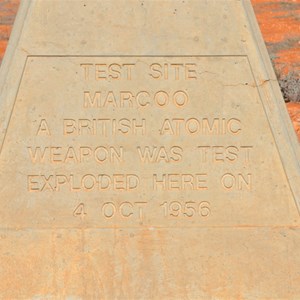 TEST SITE
MARCOO
A BRITISH ATOMIC
WEAPON WAS TEST
EXPLODED HERE ON
4 OCT 1956